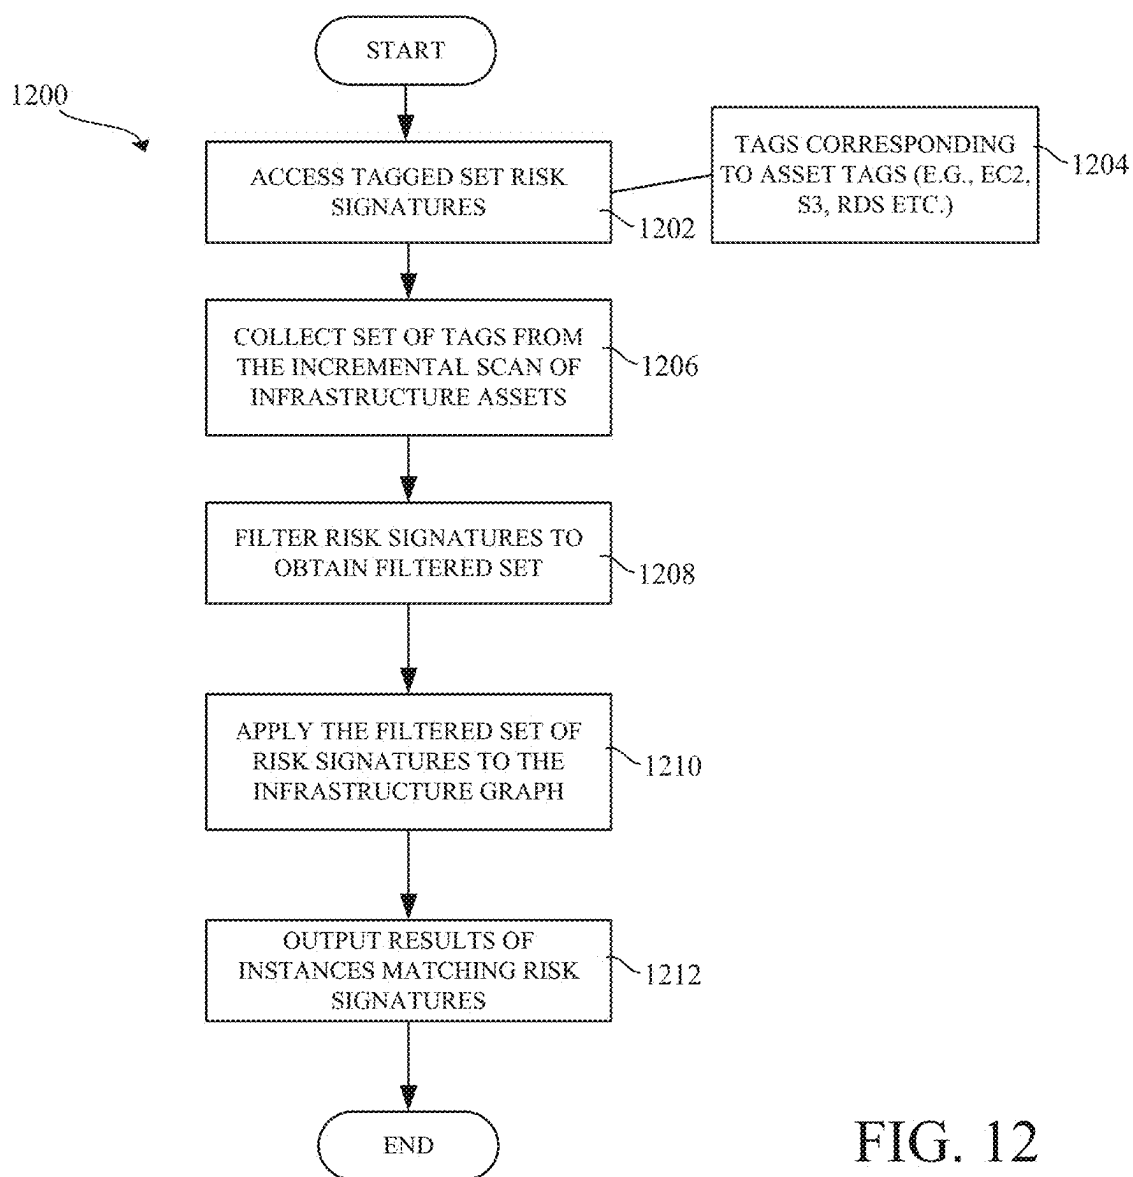 START
1200
ACCESS TAGGED SET RISK
SIGNATURES
1202
TAGS CORRESPONDING
TO ASSET TAGS (E.G., EC2,
S3, RDS ETC.)
1204
COLLECT SET OF TAGS FROM
THE INCREMENTAL SCAN OF
INFRASTRUCTURE ASSETS
1206
FILTER RISK SIGNATURES TO
OBTAIN FILTERED SET
1208
APPLY THE FILTERED SET OF
RISK SIGNATURES TO THE
INFRASTRUCTURE GRAPH
1210
OUTPUT RESULTS OF
INSTANCES MATCHING RISK
SIGNATURES
1212
END
FIG. 12